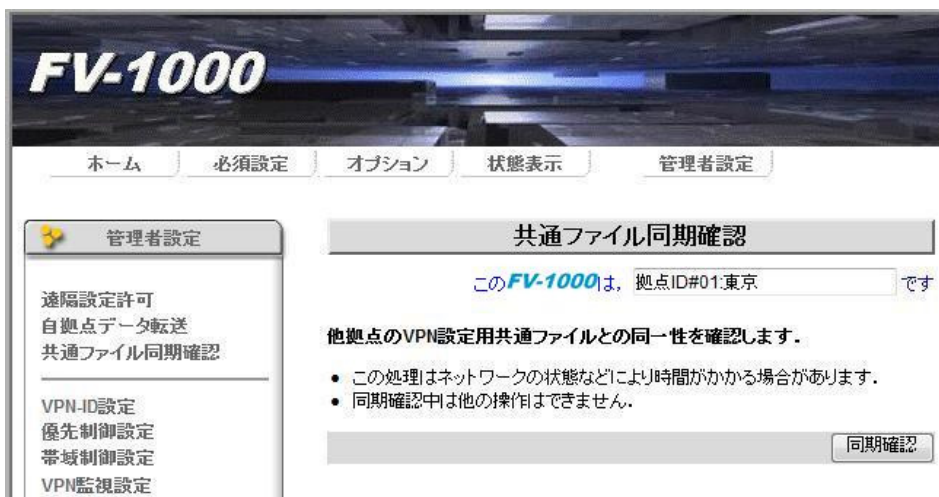 FV-1000
ホーム 必須設定 オプション 状態表示 管理者設定
管理者設定
遠隔設定許可
自拠点データ転送
共通ファイル同期確認
VPN-ID設定
優先制御設定
帯域制御設定
VPN監視設定
共通ファイル同期確認
このFV-1000は, 拠点ID#01:東京 です
他拠点のVPN設定用共通ファイルとの同一性を確認します.
• この処理はネットワークの状態などにより時間がかかる場合があります.
• 同期確認中は他の操作はできません.
同期確認